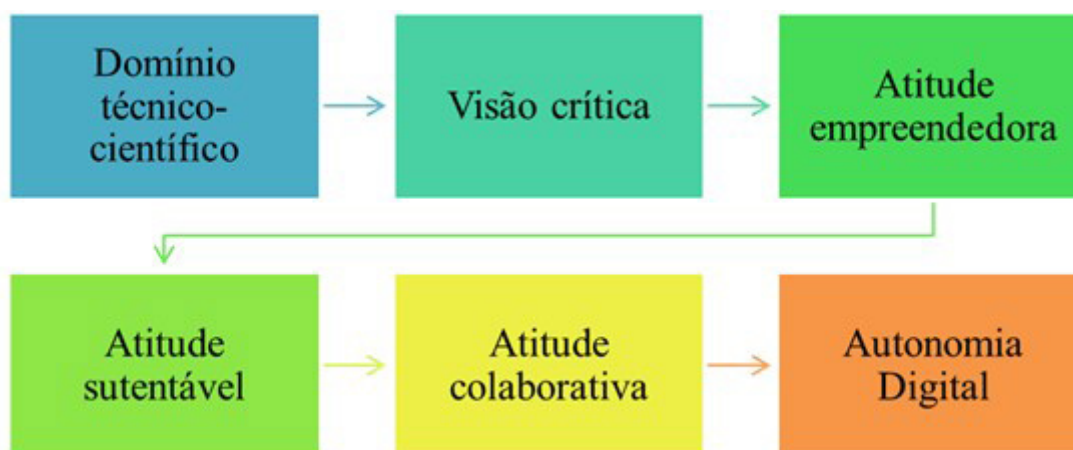 Domínio
técnico-
científico
Visão crítica
Atitude
empreendedora
Atitude
sutentável
Atitude
colaborativa
Autonomia
Digital